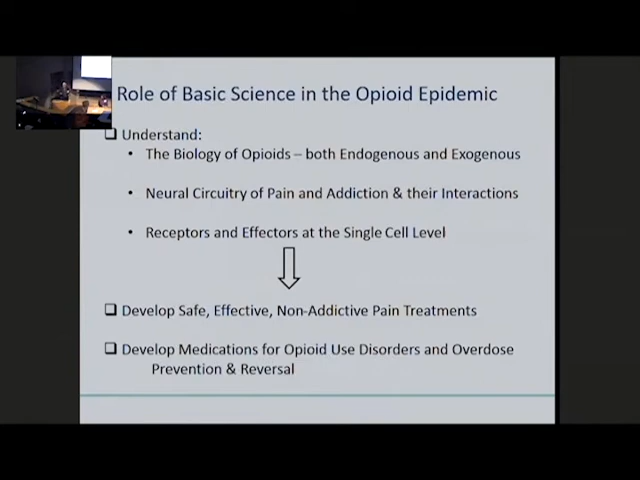 Role of Basic Science in the Opioid Epidemic
❑ Understand:
• The Biology of Opioids – both Endogenous and Exogenous
• Neural Circuitry of Pain and Addiction & their Interactions
• Receptors and Effectors at the Single Cell Level
❑ Develop Safe, Effective, Non-Addictive Pain Treatments
❑ Develop Medications for Opioid Use Disorders and Overdose
Prevention & Reversal